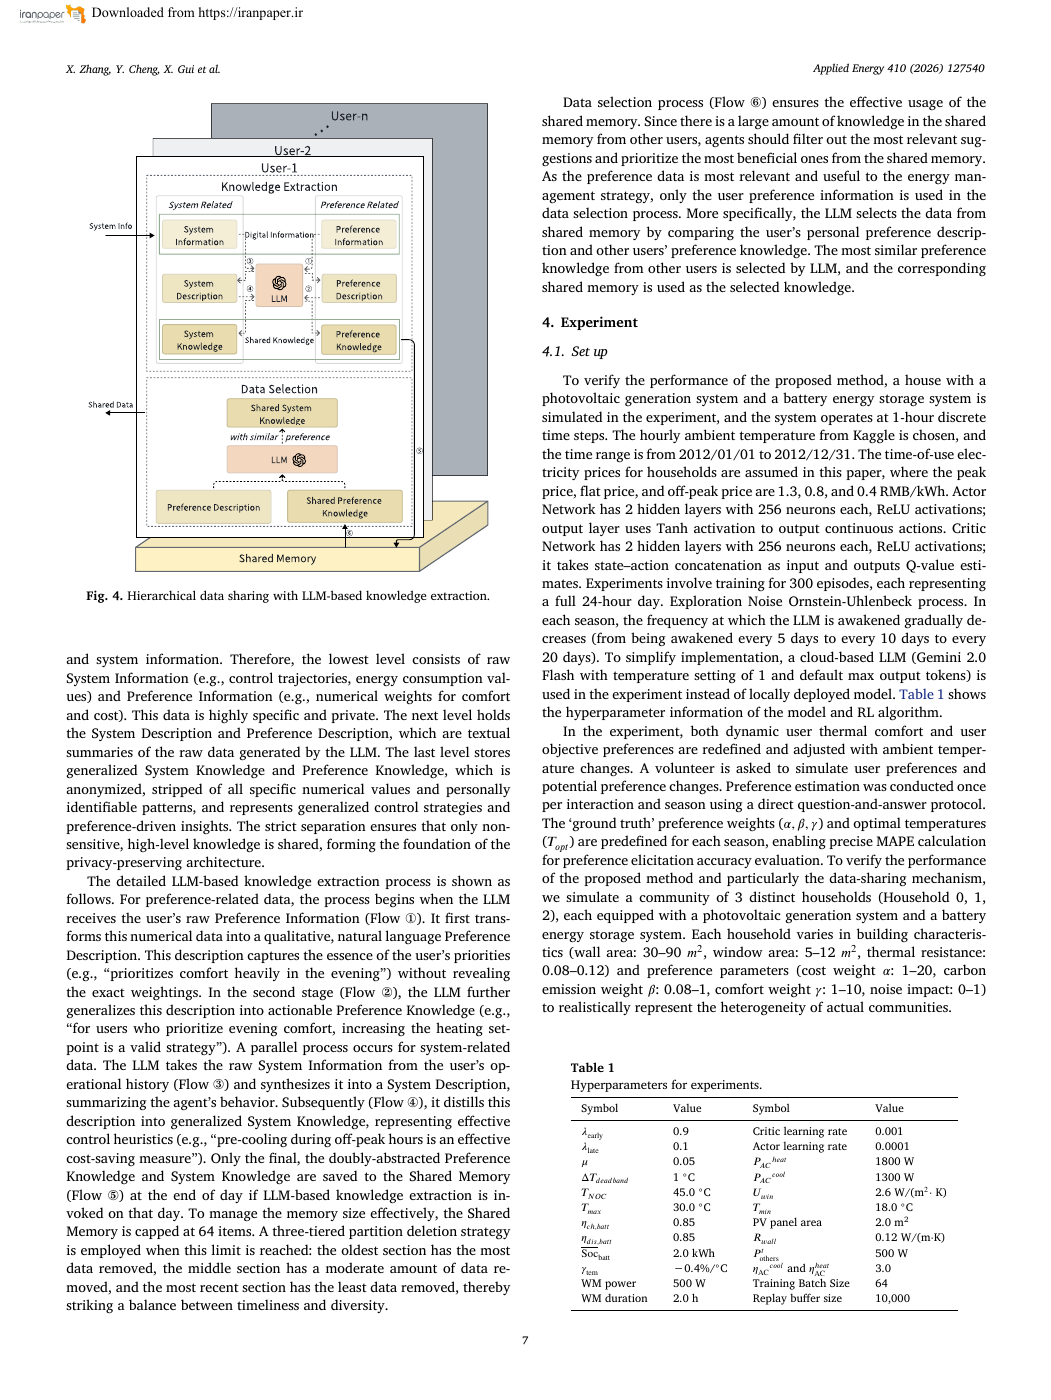 iranpaper
Downloaded from https://iranpaper.ir
X. Zhang, Y. Cheng, X. Gui et al.
Applied Energy 410 (2026) 127540
User-n
User-2
User-1
Knowledge Extraction
System Related
Preference Related
System Info
System
Information
Digital Information
Preference
Information
③
①
System
Description
④
LLM
②
Preference
Description
System
Knowledge
Shared Knowledge
Preference
Knowledge
Data Selection
Shared Data
Shared System
Knowledge
with similar preference
LLM
⑤
Preference Description
Shared Preference
Knowledge
⑥
Shared Memory
Fig. 4. Hierarchical data sharing with LLM-based knowledge extraction.
and system information. Therefore, the lowest level consists of raw
System Information (e.g., control trajectories, energy consumption val-
ues) and Preference Information (e.g., numerical weights for comfort
and cost). This data is highly specific and private. The next level holds
the System Description and Preference Description, which are textual
summaries of the raw data generated by the LLM. The last level stores
generalized System Knowledge and Preference Knowledge, which is
anonymized, stripped of all specific numerical values and personally
identifiable patterns, and represents generalized control strategies and
preference-driven insights. The strict separation ensures that only non-
sensitive, high-level knowledge is shared, forming the foundation of the
privacy-preserving architecture.
The detailed LLM-based knowledge extraction process is shown as
follows. For preference-related data, the process begins when the LLM
receives the user's raw Preference Information (Flow ①). It first trans-
forms this numerical data into a qualitative, natural language Preference
Description. This description captures the essence of the user's priorities
(e.g., “prioritizes comfort heavily in the evening”) without revealing
the exact weightings. In the second stage (Flow ②), the LLM further
generalizes this description into actionable Preference Knowledge (e.g.,
“for users who prioritize evening comfort, increasing the heating set-
point is a valid strategy”). A parallel process occurs for system-related
data. The LLM takes the raw System Information from the user's op-
erational history (Flow ③) and synthesizes it into a System Description,
summarizing the agent's behavior. Subsequently (Flow ④), it distills this
description into generalized System Knowledge, representing effective
control heuristics (e.g., “pre-cooling during off-peak hours is an effective
cost-saving measure”). Only the final, the doubly-abstracted Preference
Knowledge and System Knowledge are saved to the Shared Memory
(Flow ⑤) at the end of day if LLM-based knowledge extraction is in-
voked on that day. To manage the memory size effectively, the Shared
Memory is capped at 64 items. A three-tiered partition deletion strategy
is employed when this limit is reached: the oldest section has the most
data removed, the middle section has a moderate amount of data re-
moved, and the most recent section has the least data removed, thereby
striking a balance between timeliness and diversity.
Data selection process (Flow ⑥) ensures the effective usage of the
shared memory. Since there is a large amount of knowledge in the shared
memory from other users, agents should filter out the most relevant sug-
gestions and prioritize the most beneficial ones from the shared memory.
As the preference data is most relevant and useful to the energy man-
agement strategy, only the user preference information is used in the
data selection process. More specifically, the LLM selects the data from
shared memory by comparing the user's personal preference descrip-
tion and other users' preference knowledge. The most similar preference
knowledge from other users is selected by LLM, and the corresponding
shared memory is used as the selected knowledge.
4. Experiment
4.1. Set up
To verify the performance of the proposed method, a house with a
photovoltaic generation system and a battery energy storage system is
simulated in the experiment, and the system operates at 1-hour discrete
time steps. The hourly ambient temperature from Kaggle is chosen, and
the time range is from 2012/01/01 to 2012/12/31. The time-of-use elec-
tricity prices for households are assumed in this paper, where the peak
price, flat price, and off-peak price are 1.3, 0.8, and 0.4 RMB/kWh. Actor
Network has 2 hidden layers with 256 neurons each, ReLU activations;
output layer uses Tanh activation to output continuous actions. Critic
Network has 2 hidden layers with 256 neurons each, ReLU activations;
it takes state–action concatenation as input and outputs Q-value esti-
mates. Experiments involve training for 300 episodes, each representing
a full 24-hour day. Exploration Noise Ornstein-Uhlenbeck process. In
each season, the frequency at which the LLM is awakened gradually de-
creases (from being awakened every 5 days to every 10 days to every
20 days). To simplify implementation, a cloud-based LLM (Gemini 2.0
Flash with temperature setting of 1 and default max output tokens) is
used in the experiment instead of locally deployed model. Table 1 shows
the hyperparameter information of the model and RL algorithm.
In the experiment, both dynamic user thermal comfort and user
objective preferences are redefined and adjusted with ambient temper-
ature changes. A volunteer is asked to simulate user preferences and
potential preference changes. Preference estimation was conducted once
per interaction and season using a direct question-and-answer protocol.
The ‘ground truth’ preference weights (α, β, γ) and optimal temperatures
(T_opt) are predefined for each season, enabling precise MAPE calculation
for preference elicitation accuracy evaluation. To verify the performance
of the proposed method and particularly the data-sharing mechanism,
we simulate a community of 3 distinct households (Household 0, 1,
2), each equipped with a photovoltaic generation system and a battery
energy storage system. Each household varies in building characteris-
tics (wall area: 30–90 m², window area: 5–12 m², thermal resistance:
0.08–0.12) and preference parameters (cost weight α: 1–20, carbon
emission weight β: 0.08–1, comfort weight γ: 1–10, noise impact: 0–1)
to realistically represent the heterogeneity of actual communities.
Table 1
Hyperparameters for experiments.
Symbol Value Symbol Value
λ_early 0.9 Critic learning rate 0.001
λ_late 0.1 Actor learning rate 0.0001
μ 0.05 P_AC^heat 1800 W
ΔT_deadband 1 °C P_AC^cool 1300 W
T_NOC 45.0 °C U_win 2.6 W/(m²· K)
T_max 30.0 °C T_min 18.0 °C
η_ch,batt 0.85 PV panel area 2.0 m²
η_dis,batt 0.85 R_wall 0.12 W/(m·K)
Soc_batt 2.0 kWh P^t_others 500 W
γ_tem −0.4%/°C η_AC^cool and η_AC^heat 3.0
WM power 500 W Training Batch Size 64
WM duration 2.0 h Replay buffer size 10,000
7